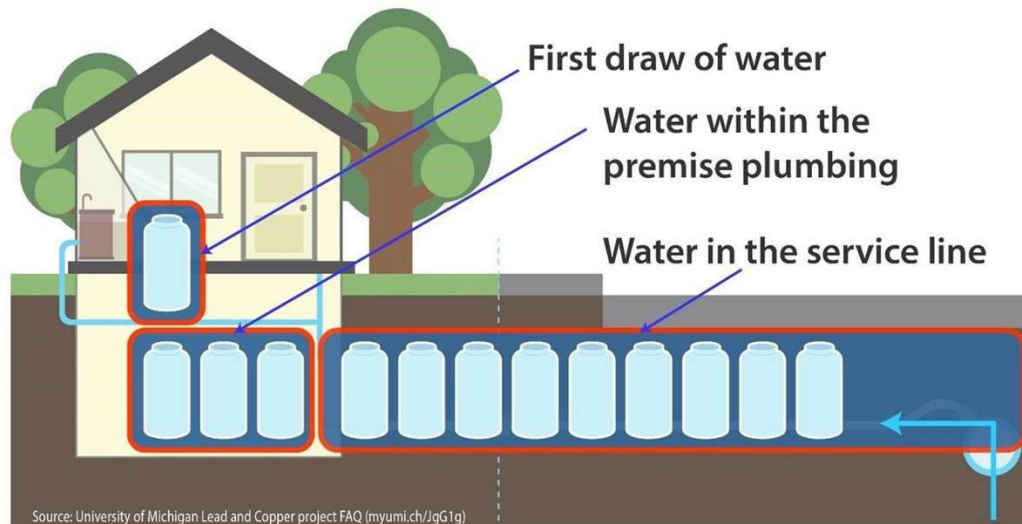 First draw of water
Water within the
premise plumbing
Water in the service line
Source: University of Michigan Lead and Copper project FAQ (myumi.ch/JgG1g)